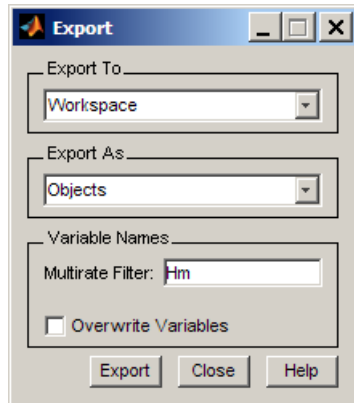 Export
Export To
Workspace
Export As
Objects
Variable Names
Multirate Filter: Hm
Overwrite Variables
Export Close Help